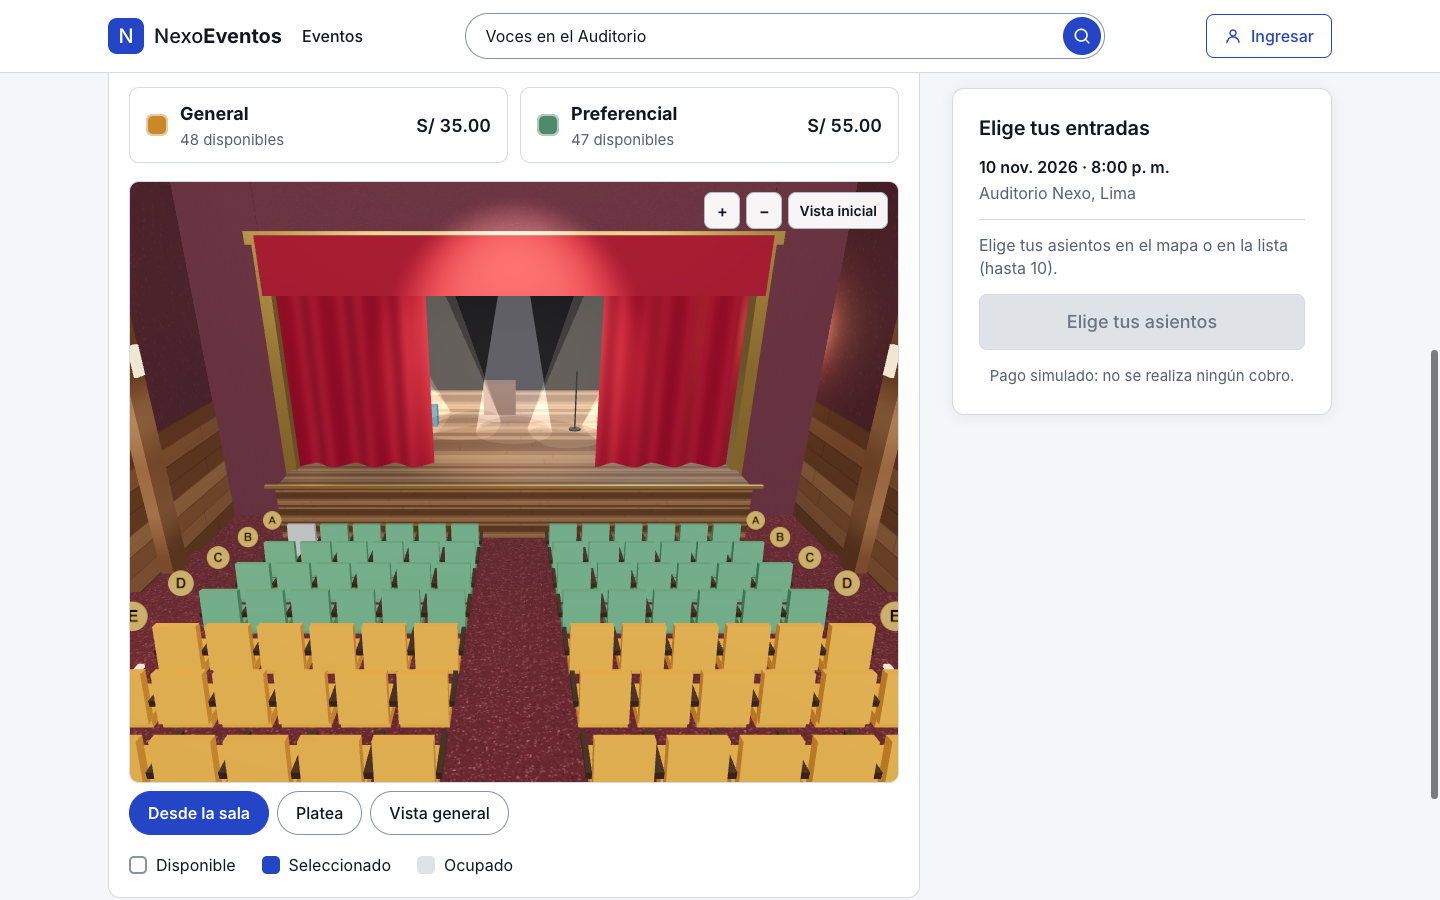 N NexoEventos Eventos Voces en el Auditorio Ingresar
General
48 disponibles
S/ 35.00
Preferencial
47 disponibles
S/ 55.00
+ − Vista inicial
A A
B B
C C
D D
E E
Desde la sala Platea Vista general
Disponible Seleccionado Ocupado
Elige tus entradas
10 nov. 2026 · 8:00 p. m.
Auditorio Nexo, Lima
Elige tus asientos en el mapa o en la lista
(hasta 10).
Elige tus asientos
Pago simulado: no se realiza ningún cobro.